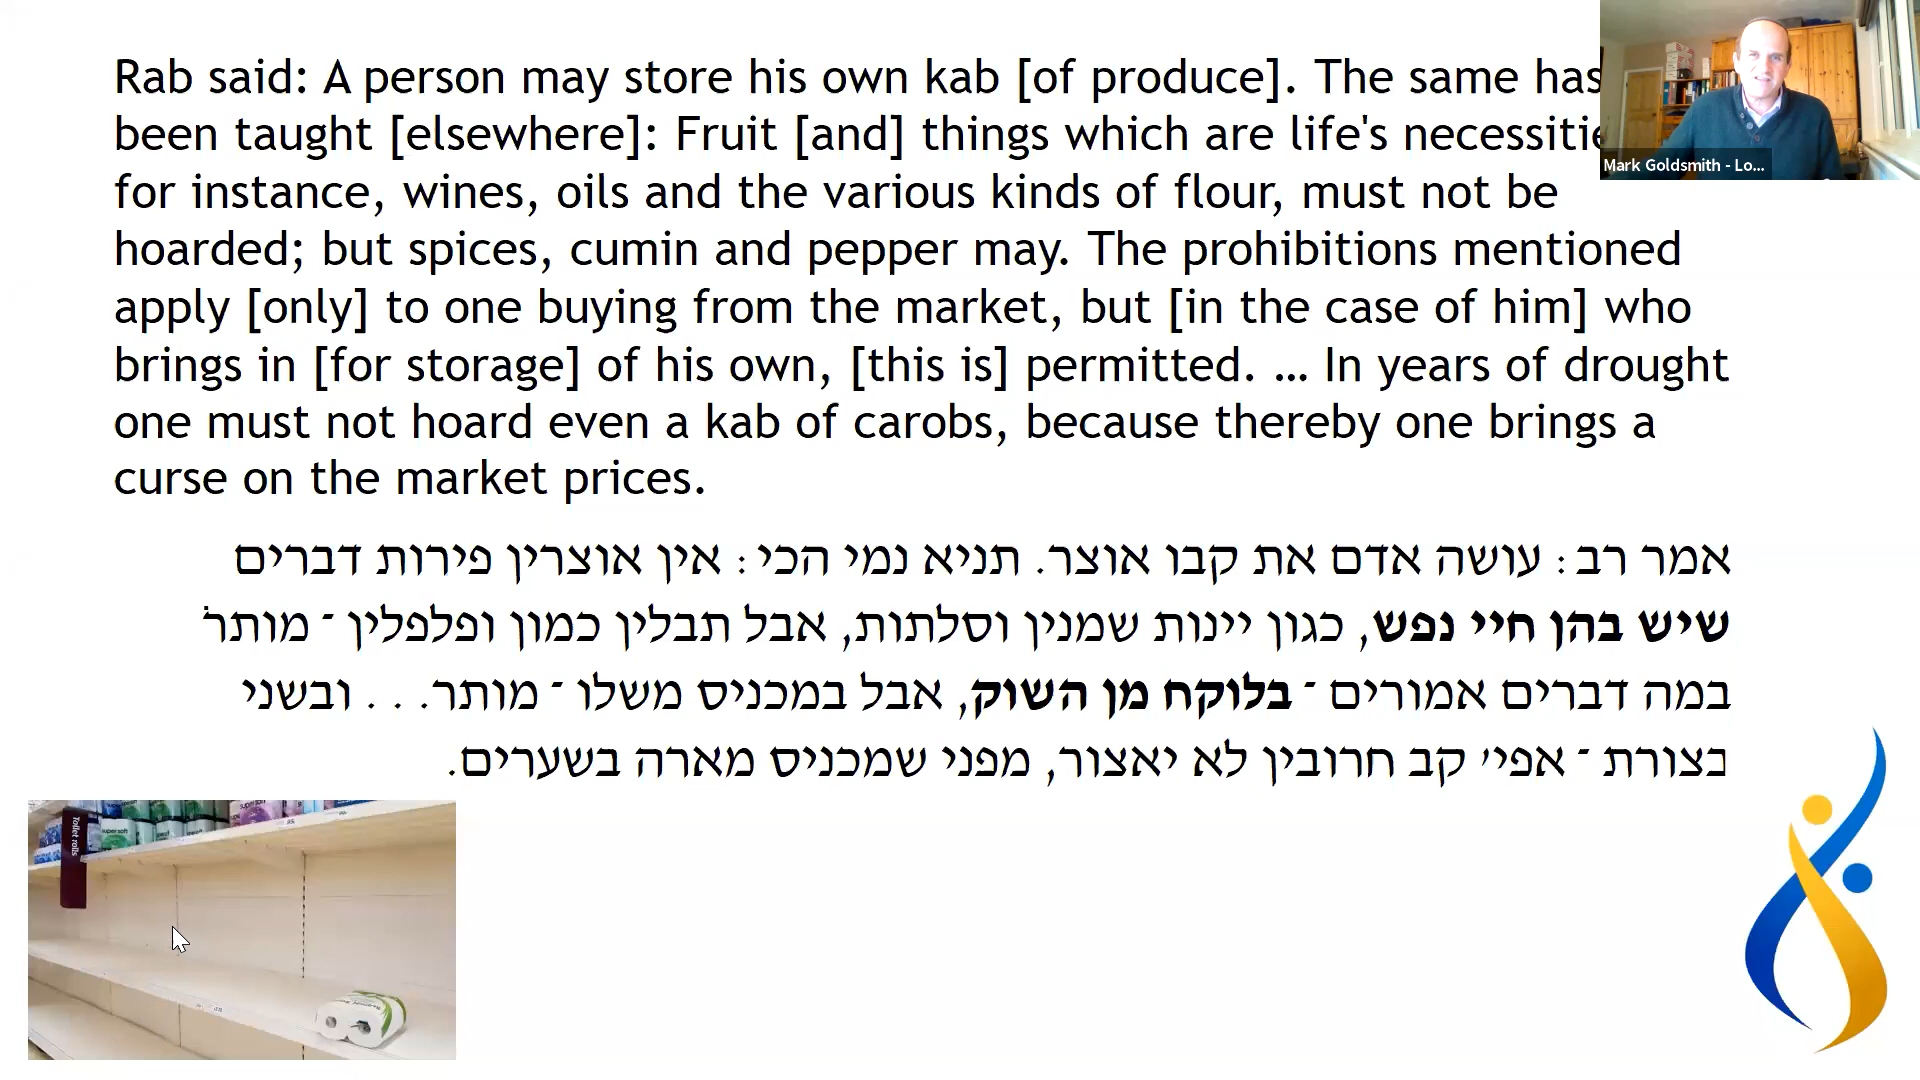 Rab said: A person may store his own kab [of produce]. The same has
been taught [elsewhere]: Fruit [and] things which are life's necessitie
for instance, wines, oils and the various kinds of flour, must not be
hoarded; but spices, cumin and pepper may. The prohibitions mentioned
apply [only] to one buying from the market, but [in the case of him] who
brings in [for storage] of his own, [this is] permitted. ... In years of drought
one must not hoard even a kab of carobs, because thereby one brings a
curse on the market prices.
Mark Goldsmith - Lo...
אמר רב: עושה אדם את קבו אוצר. תניא נמי הכי: אין אוצרין פירות דברים
שיש בהן חיי נפש, כגון יינות שמנין וסלתות, אבל תבלין כמון ופלפלין - מותר
במה דברים אמורים - בלוקח מן השוק, אבל במכניס משלו - מותר. . . ובשני
בצורת - אפי' קב חרובין לא יאצור, מפני שמכניס מארה בשערים.
Toilet rolls
super soft